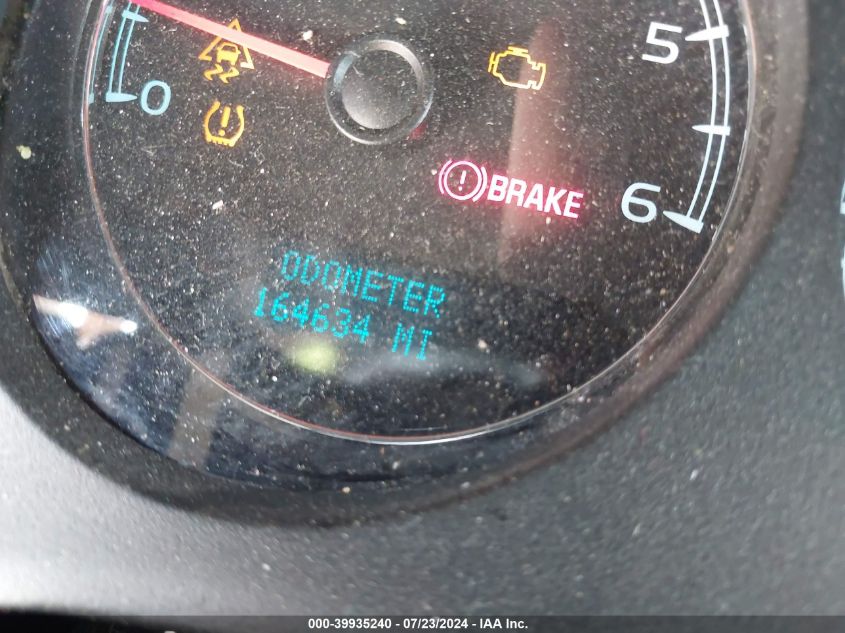 5
0
BRAKE
6
ODOMETER
164634 MI
000-39935240 - 07/23/2024 - IAA Inc.